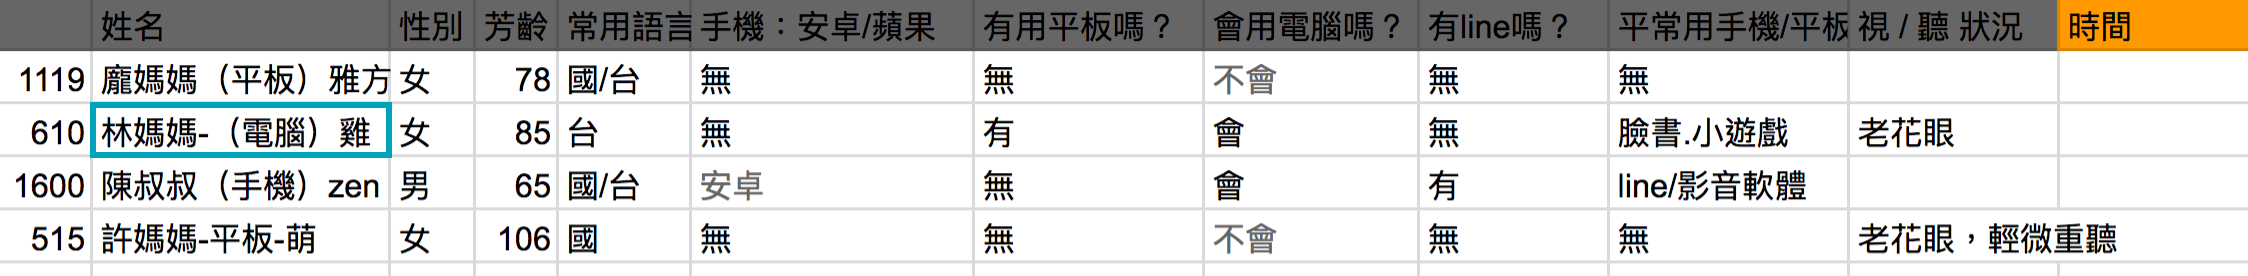 姓名 性別 芳齡 常用語言 手機：安卓/蘋果 有用平板嗎？ 會用電腦嗎？ 有line嗎？ 平常用手機/平板 視 / 聽 狀況 時間
1119 龐媽媽（平板）雅方 女 78 國/台 無 無 不會 無 無
610 林媽媽-（電腦）雞 女 85 台 無 有 會 無 臉書.小遊戲 老花眼
1600 陳叔叔（手機）zen 男 65 國/台 安卓 無 會 有 line/影音軟體
515 許媽媽-平板-萌 女 106 國 無 無 不會 無 無 老花眼，輕微重聽